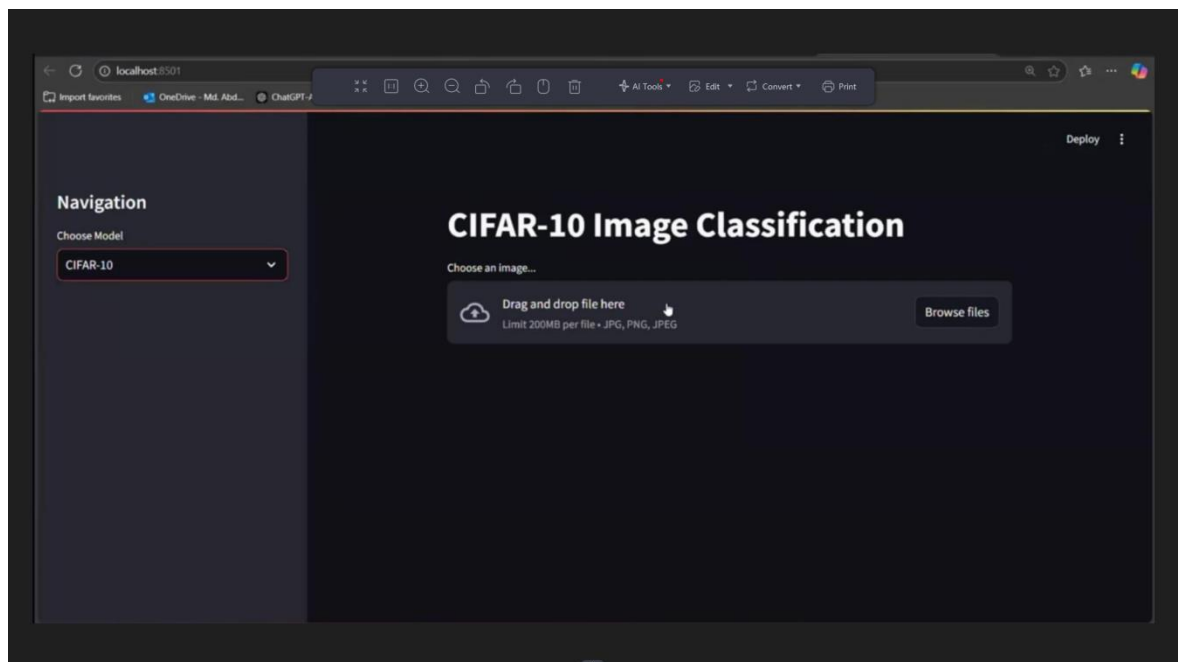 localhost:8501
AI Tools Edit Convert Print
Import favorites OneDrive - Md. Abd... ChatGPT-
Deploy
Navigation
Choose Model
CIFAR-10
CIFAR-10 Image Classification
Choose an image...
Drag and drop file here
Limit 200MB per file • JPG, PNG, JPEG
Browse files